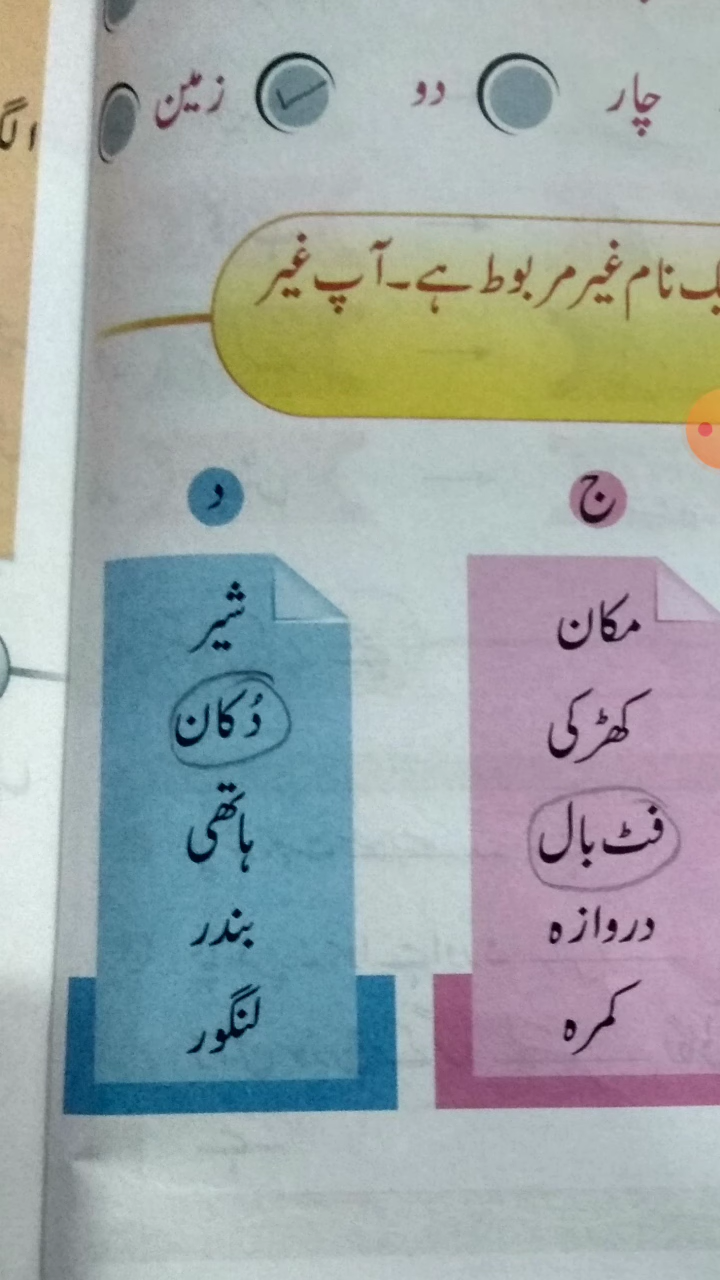 چار دو زمین
نام غیر مربوط ہے۔ آپ غیر
ج
مکان
کھڑکی
فٹ بال
دروازہ
کمرہ
د
شیر
دُکان
ہاتھی
بندر
لنگور